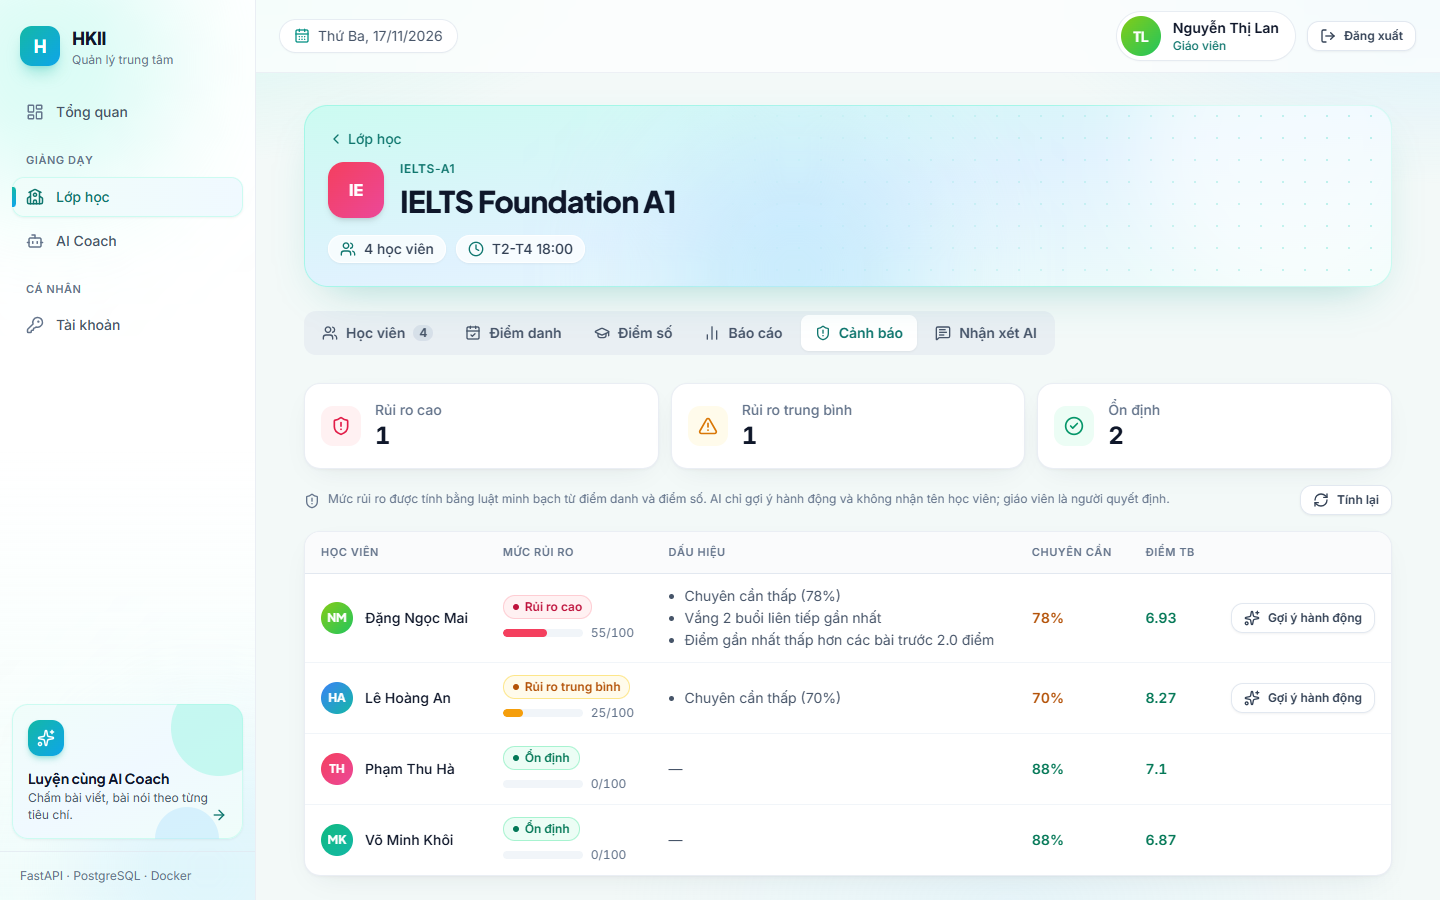 H
HKII
Quản lý trung tâm
Tổng quan
GIẢNG DẠY
Lớp học
AI Coach
CÁ NHÂN
Tài khoản
Luyện cùng AI Coach
Chấm bài viết, bài nói theo từng
tiêu chí.
FastAPI · PostgreSQL · Docker
Thứ Ba, 17/11/2026
TL
Nguyễn Thị Lan
Giáo viên
Đăng xuất
Lớp học
IE
IELTS-A1
IELTS Foundation A1
4 học viên
T2-T4 18:00
Học viên 4
Điểm danh
Điểm số
Báo cáo
Cảnh báo
Nhận xét AI
Rủi ro cao
1
Rủi ro trung bình
1
Ổn định
2
Mức rủi ro được tính bằng luật minh bạch từ điểm danh và điểm số. AI chỉ gợi ý hành động và không nhận tên học viên; giáo viên là người quyết định.
Tính lại
HỌC VIÊN MỨC RỦI RO DẤU HIỆU CHUYÊN CẦN ĐIỂM TB
NM
Đặng Ngọc Mai
Rủi ro cao
55/100
Chuyên cần thấp (78%)
Vắng 2 buổi liên tiếp gần nhất
Điểm gần nhất thấp hơn các bài trước 2.0 điểm
78%
6.93
Gợi ý hành động
HA
Lê Hoàng An
Rủi ro trung bình
25/100
Chuyên cần thấp (70%)
70%
8.27
Gợi ý hành động
TH
Phạm Thu Hà
Ổn định
0/100
—
88%
7.1
MK
Võ Minh Khôi
Ổn định
0/100
—
88%
6.87